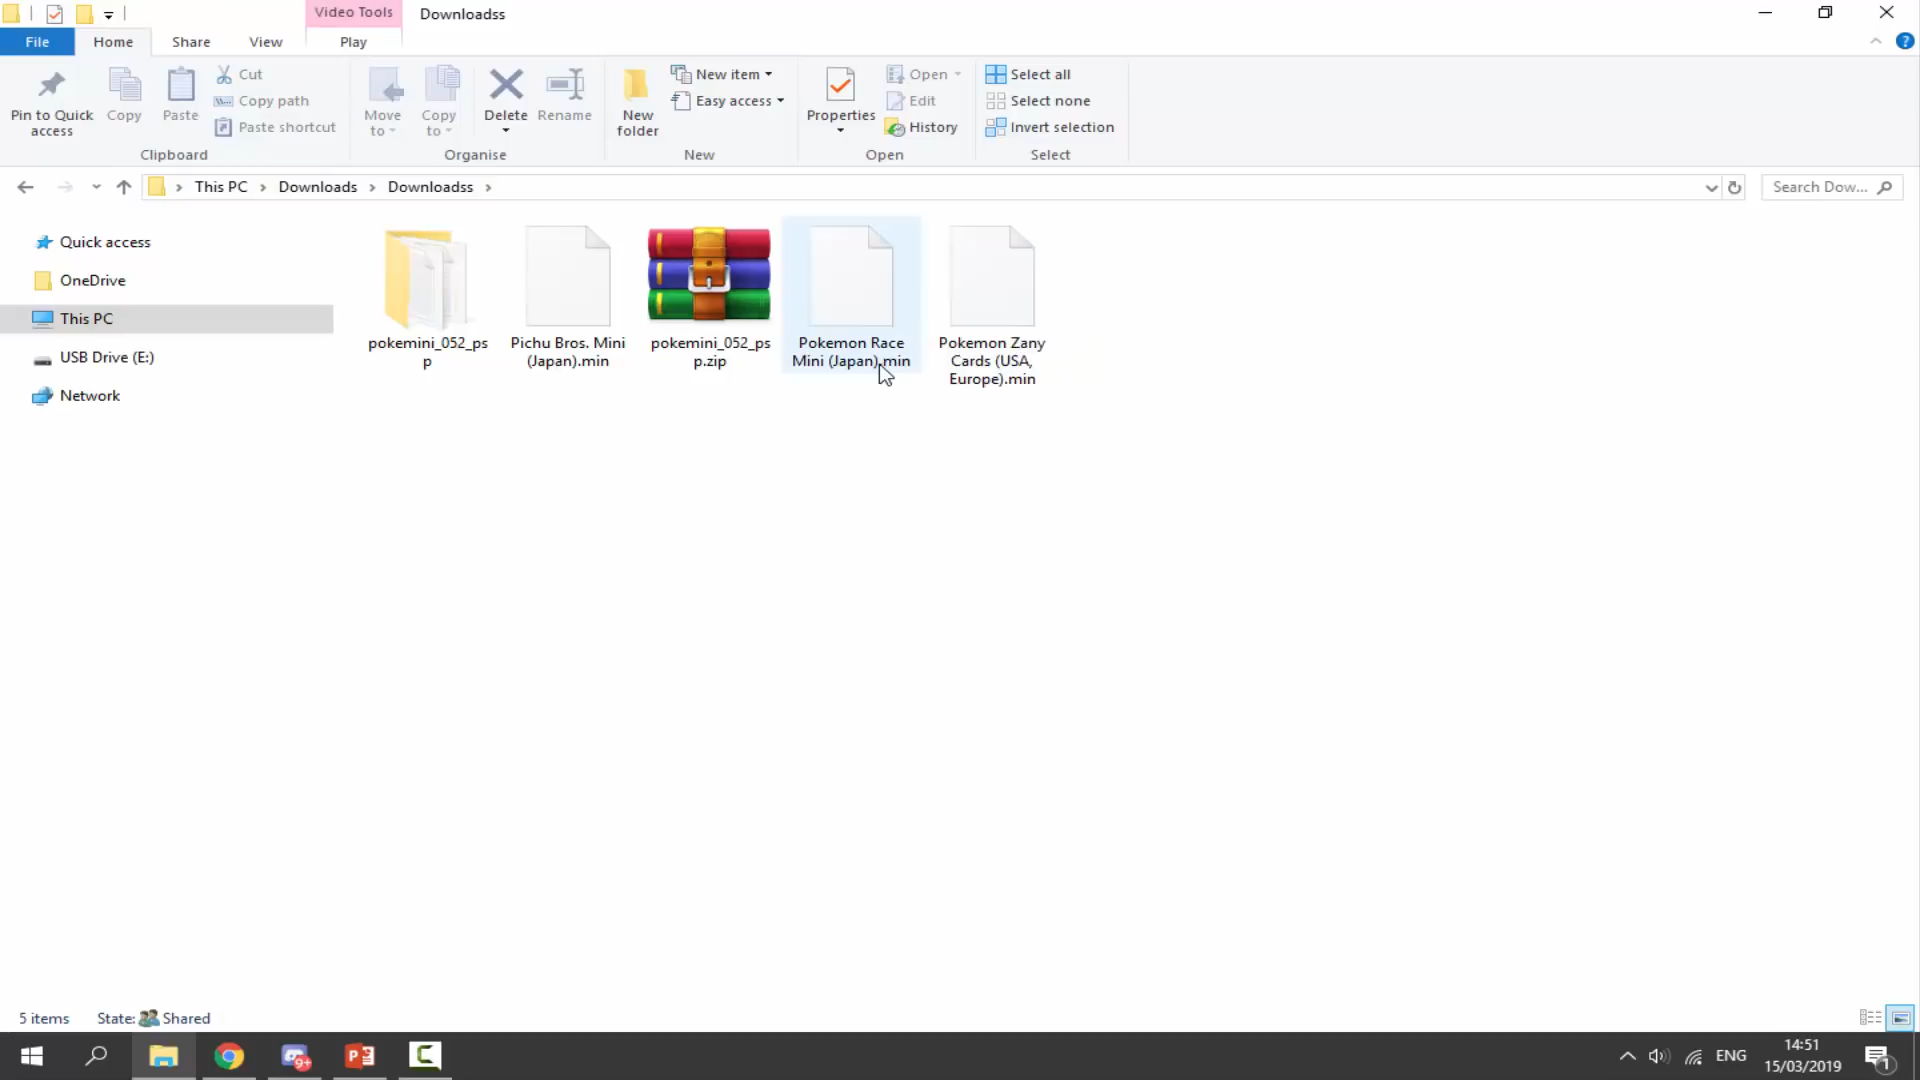 Video Tools
Downloadss
File
Home
Share
View
Play
Pin to Quick
access
Copy
Paste
Cut
Copy path
Paste shortcut
Clipboard
Move
to
Copy
to
Delete
Rename
Organise
New
folder
New item
Easy access
New
Properties
Open
Edit
History
Open
Select all
Select none
Invert selection
Select
This PC
Downloads
Downloadss
Search Dow...
Quick access
OneDrive
This PC
USB Drive (E:)
Network
pokemini_052_ps
p
Pichu Bros. Mini
(Japan).min
pokemini_052_ps
p.zip
Pokemon Race
Mini (Japan).min
Pokemon Zany
Cards (USA,
Europe).min
5 items
State:
Shared
9+
P
C
ENG
14:51
15/03/2019
1